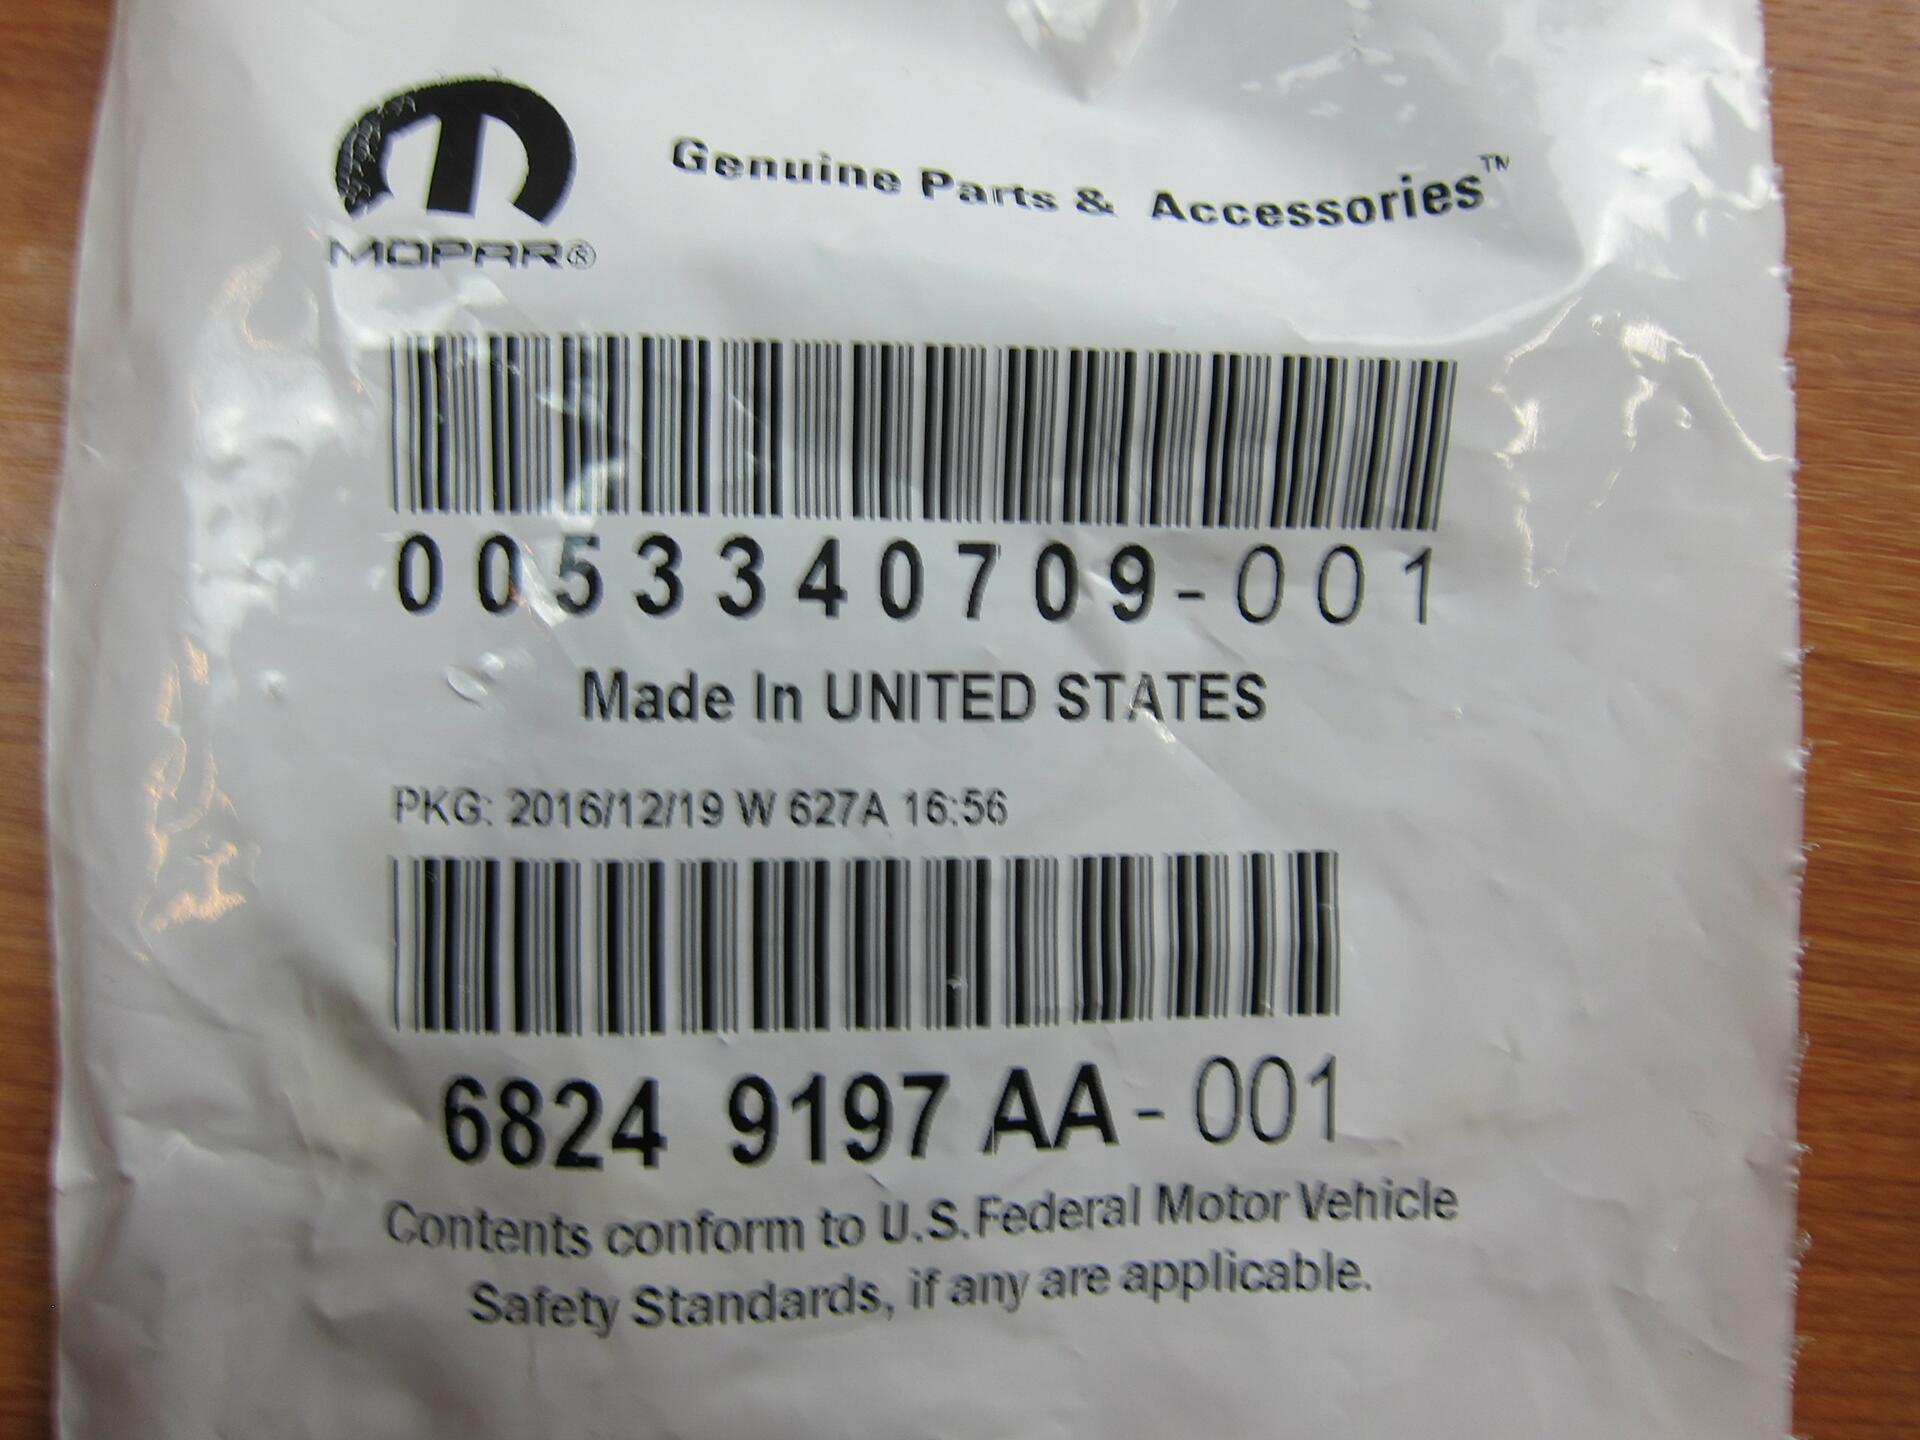 MOPAR®
Genuine Parts & Accessories™
0053340709-001
Made In UNITED STATES
PKG: 2016/12/19 W 627A 16:56
6824 9197 AA-001
Contents conform to U.S.Federal Motor Vehicle
Safety Standards, if any are applicable.